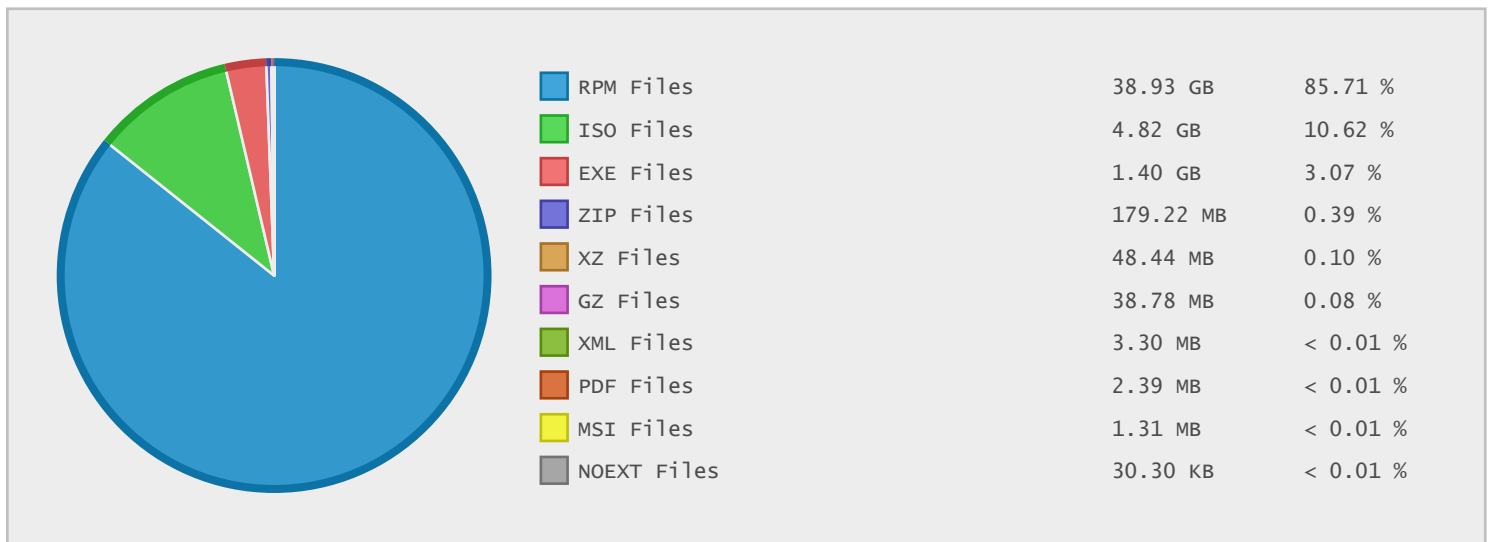 RPM Files 38.93 GB 85.71 %
ISO Files 4.82 GB 10.62 %
EXE Files 1.40 GB 3.07 %
ZIP Files 179.22 MB 0.39 %
XZ Files 48.44 MB 0.10 %
GZ Files 38.78 MB 0.08 %
XML Files 3.30 MB < 0.01 %
PDF Files 2.39 MB < 0.01 %
MSI Files 1.31 MB < 0.01 %
NOEXT Files 30.30 KB < 0.01 %